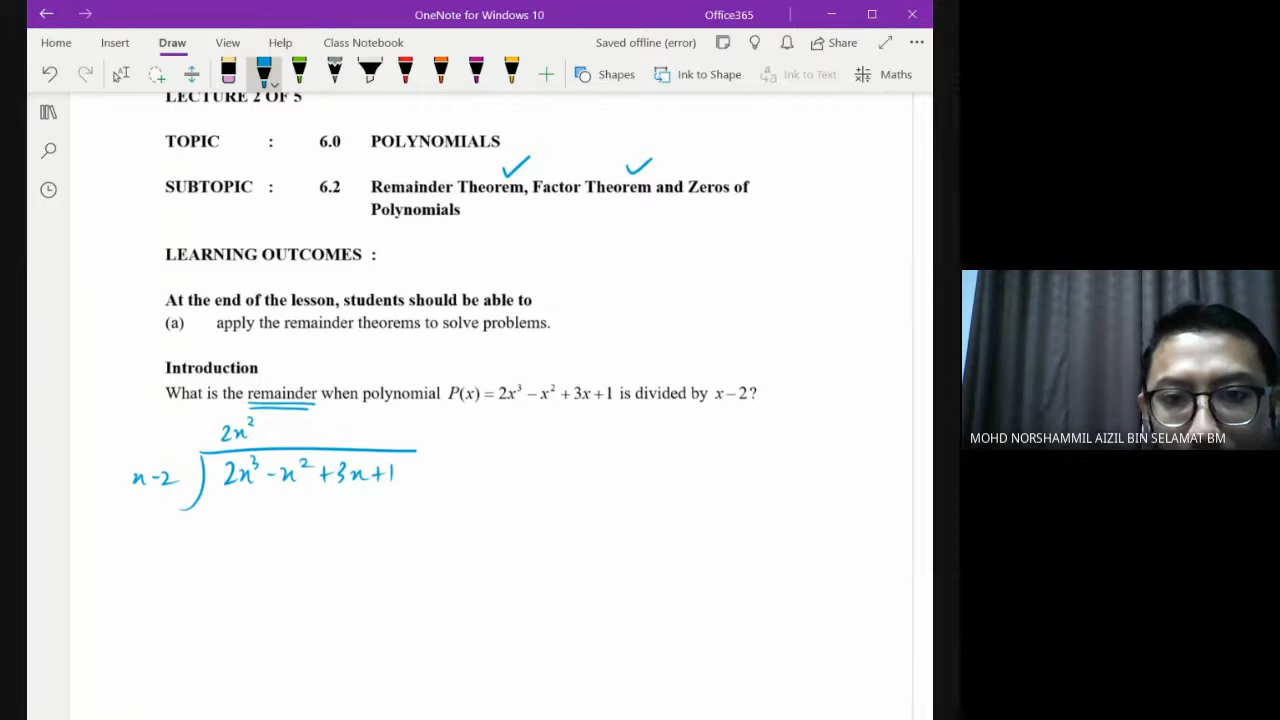 OneNote for Windows 10 Office365
Home Insert Draw View Help Class Notebook Saved offline (error) Share
Shapes Ink to Shape Ink to Text Maths
LECTURE 2 OF 5
TOPIC : 6.0 POLYNOMIALS
SUBTOPIC : 6.2 Remainder Theorem, Factor Theorem and Zeros of
Polynomials
LEARNING OUTCOMES :
At the end of the lesson, students should be able to
(a) apply the remainder theorems to solve problems.
Introduction
What is the remainder when polynomial P(x) = 2x³ − x² + 3x + 1 is divided by x − 2?
2x²
x - 2 ) 2x³ - x² + 3x + 1
MOHD NORSHAMMIL AIZIL BIN SELAMAT BM